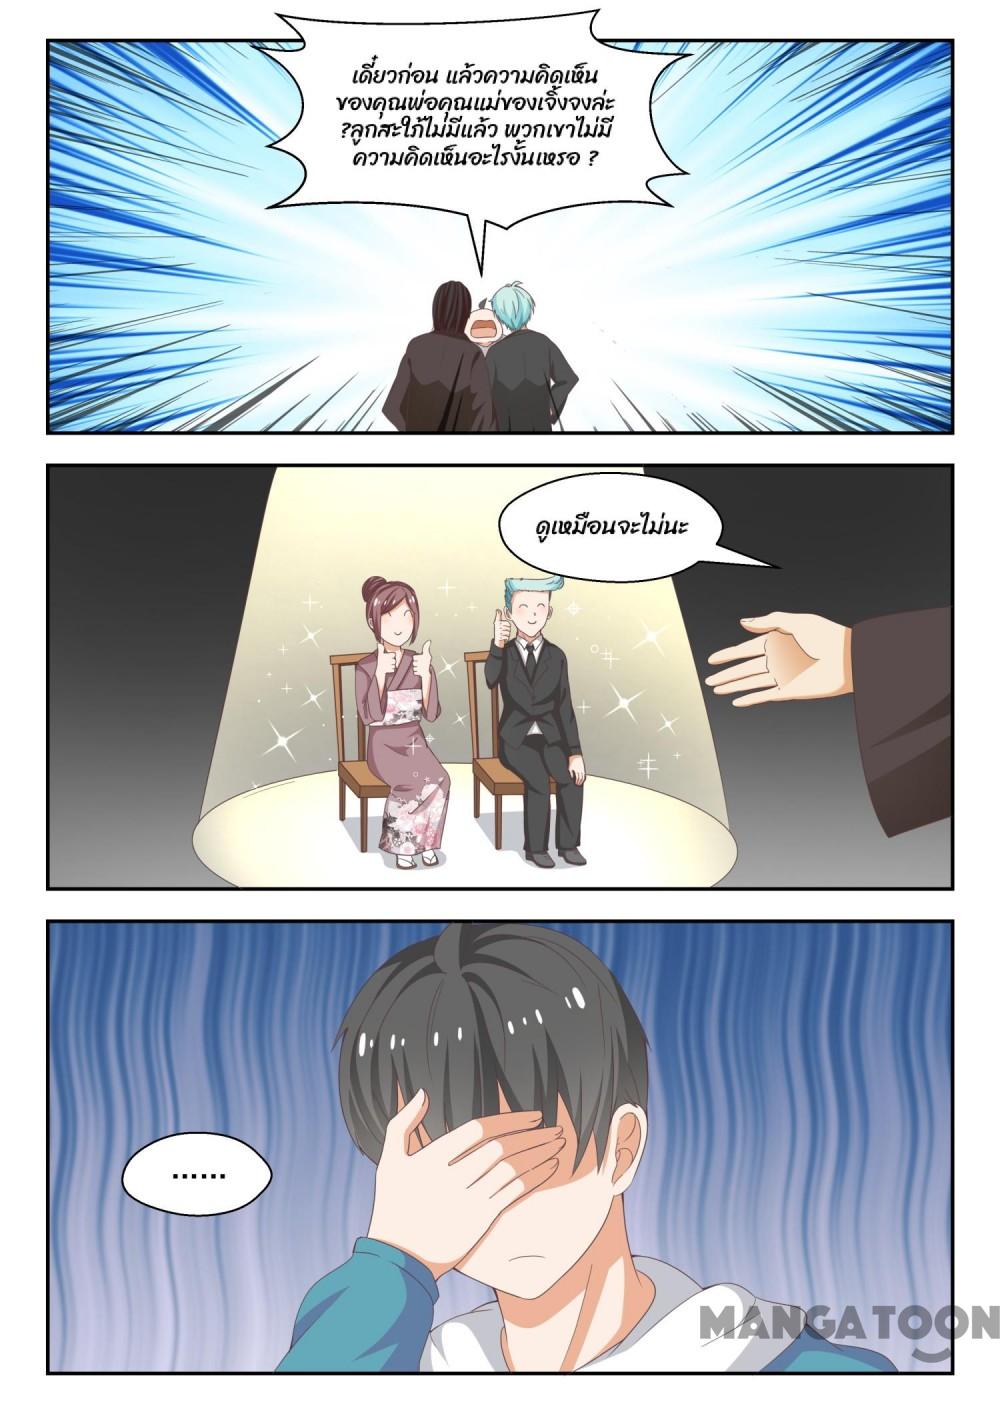 เดี๋ยวก่อน แล้วความคิดเห็น
ของคุณพ่อคุณแม่ของเจิ้งจงล่ะ
?ลูกสะใภ้ไม่มีแล้ว พวกเขาไม่มี
ความคิดเห็นอะไรงั้นเหรอ ?
ดูเหมือนจะไม่นะ
......
MANGATOON